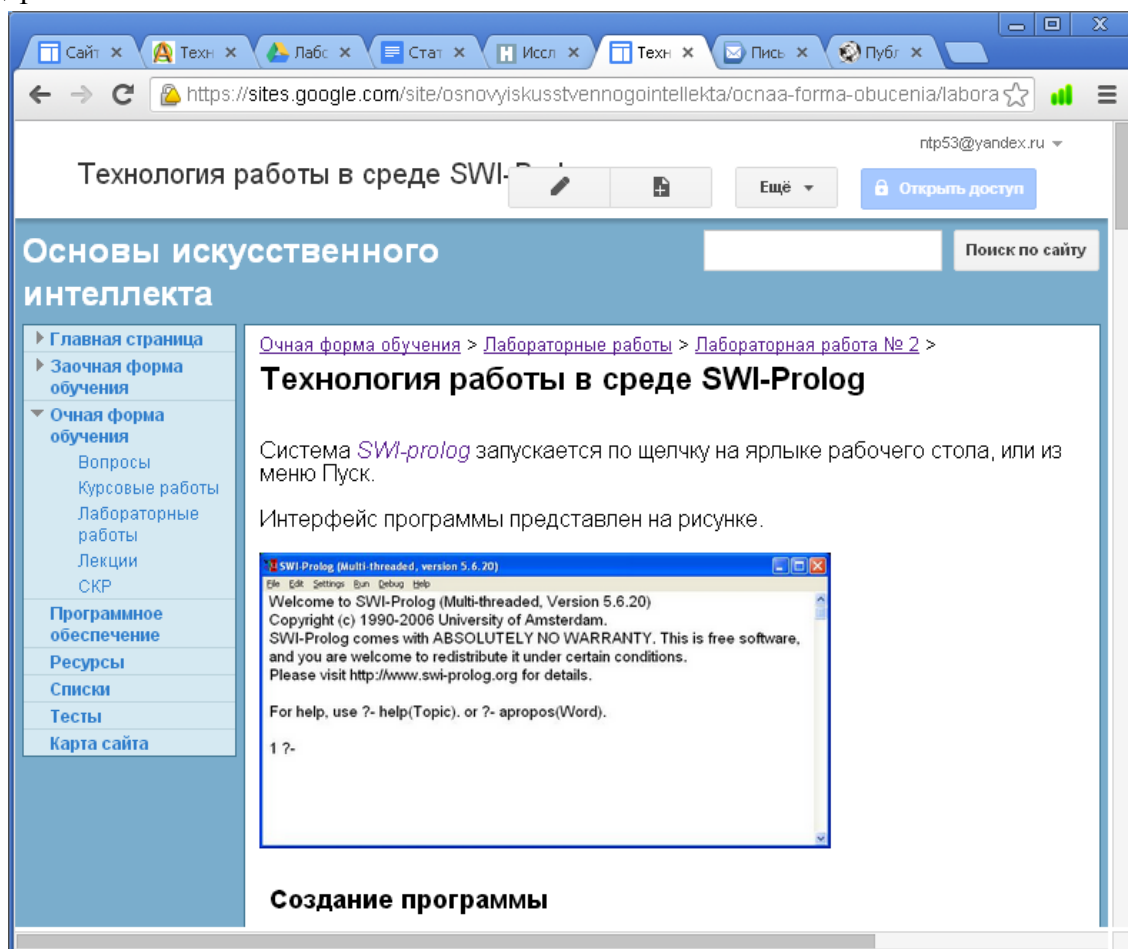 Сайт
Техн
Лабс
Стат
Иссл
Техн
Пись
Публ
https://sites.google.com/site/osnovyiskusstvennogointellekta/ocnaa-forma-obucenia/labora
ntp53@yandex.ru
Технология работы в среде SWI-
Ещё
Открыть доступ
Основы искусственного
интеллекта
Поиск по сайту
Главная страница
Заочная форма
обучения
Очная форма
обучения
Вопросы
Курсовые работы
Лабораторные
работы
Лекции
СКР
Программное
обеспечение
Ресурсы
Списки
Тесты
Карта сайта
Очная форма обучения > Лабораторные работы > Лабораторная работа № 2 >
Технология работы в среде SWI-Prolog
Система SWI-prolog запускается по щелчку на ярлыке рабочего стола, или из
меню Пуск.
Интерфейс программы представлен на рисунке.
SWI-Prolog (Multi-threaded, version 5.6.20)
File Edit Settings Run Debug Help
Welcome to SWI-Prolog (Multi-threaded, Version 5.6.20)
Copyright (c) 1990-2006 University of Amsterdam.
SWI-Prolog comes with ABSOLUTELY NO WARRANTY. This is free software,
and you are welcome to redistribute it under certain conditions.
Please visit http://www.swi-prolog.org for details.
For help, use ?- help(Topic). or ?- apropos(Word).
1 ?-
Создание программы